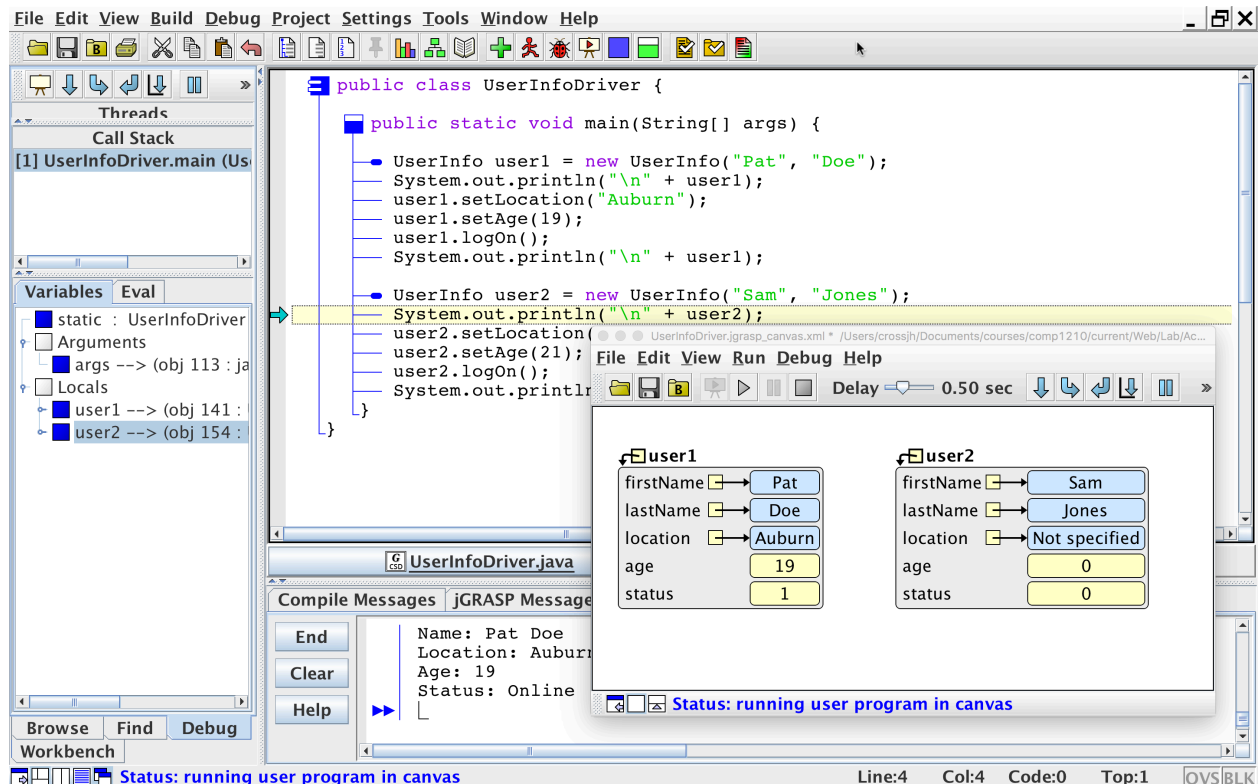 File Edit View Build Debug Project Settings Tools Window Help
»
Threads
Call Stack
[1] UserInfoDriver.main (Us
Variables Eval
static : UserInfoDriver
Arguments
args --> (obj 113 : ja
Locals
user1 --> (obj 141 :
user2 --> (obj 154 :
Browse Find Debug
Workbench
public class UserInfoDriver {
public static void main(String[] args) {
UserInfo user1 = new UserInfo("Pat", "Doe");
System.out.println("\n" + user1);
user1.setLocation("Auburn");
user1.setAge(19);
user1.logOn();
System.out.println("\n" + user1);
UserInfo user2 = new UserInfo("Sam", "Jones");
System.out.println("\n" + user2);
user2.setLocation(
user2.setAge(21);
user2.logOn();
System.out.println
}
}
UserInfoDriver.java
Compile Messages jGRASP Message
End
Clear
Help
Name: Pat Doe
Location: Auburn
Age: 19
Status: Online
UserInfoDriver.jgrasp_canvas.xml * /Users/crossjh/Documents/courses/comp1210/current/Web/Lab/Ac...
File Edit View Run Debug Help
Delay 0.50 sec »
user1
firstName Pat
lastName Doe
location Auburn
age 19
status 1
user2
firstName Sam
lastName Jones
location Not specified
age 0
status 0
Status: running user program in canvas
Status: running user program in canvas
Line:4 Col:4 Code:0 Top:1 OVS BLK